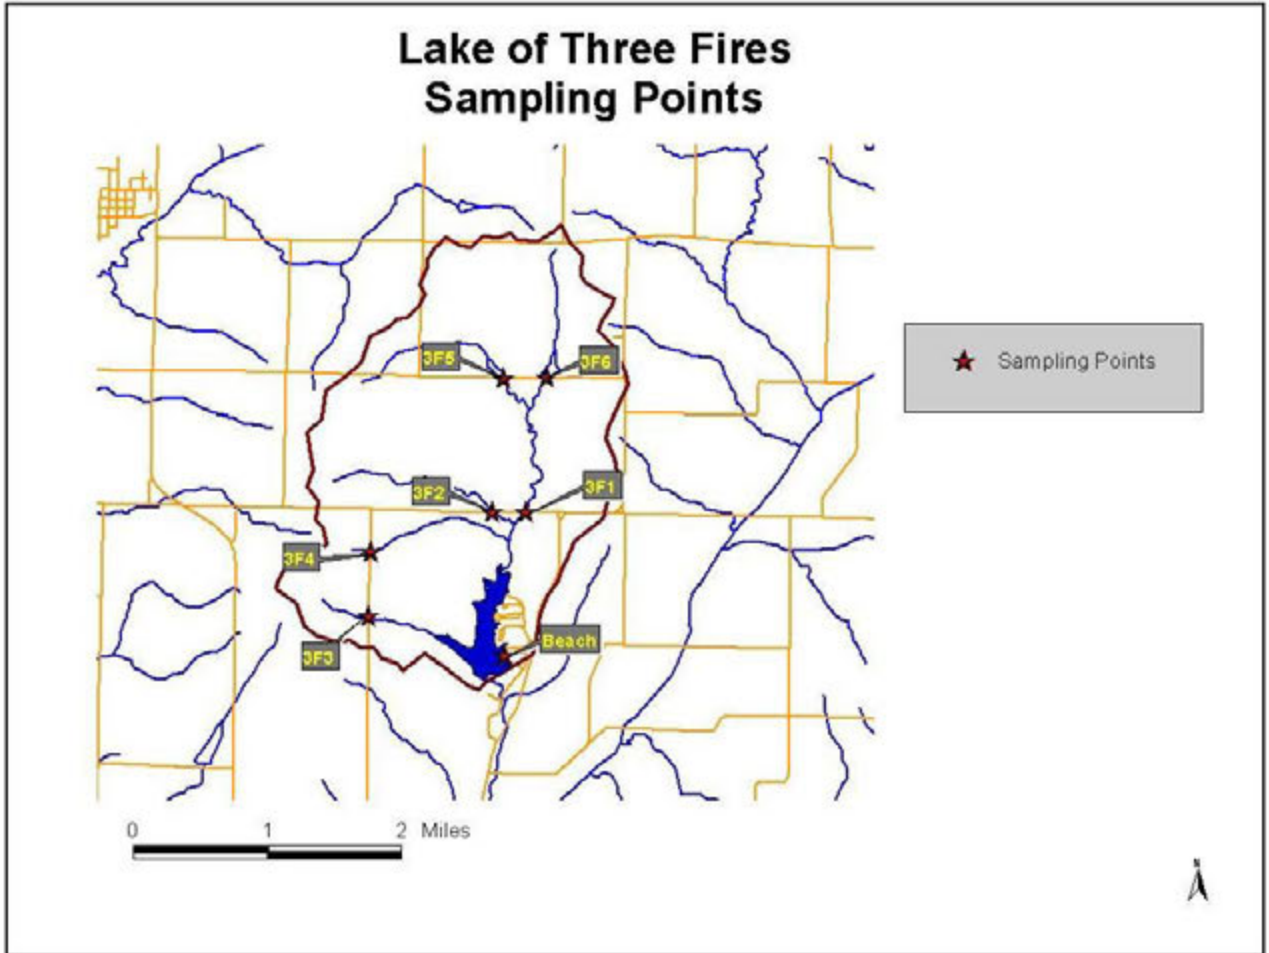 Lake of Three Fires
Sampling Points
3F5
3F6
3F2
3F1
3F4
3F3
Beach
Sampling Points
0 1 2 Miles
N